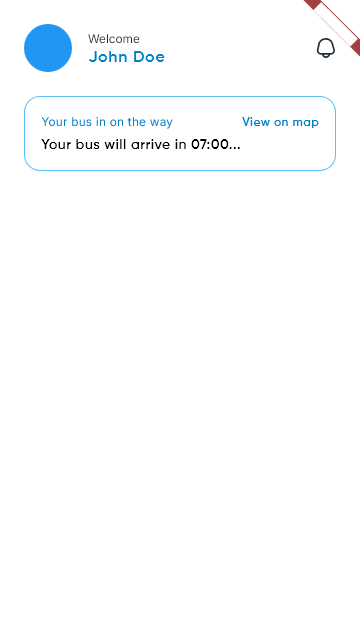 Welcome
John Doe
Your bus in on the way
View on map
Your bus will arrive in 07:00...